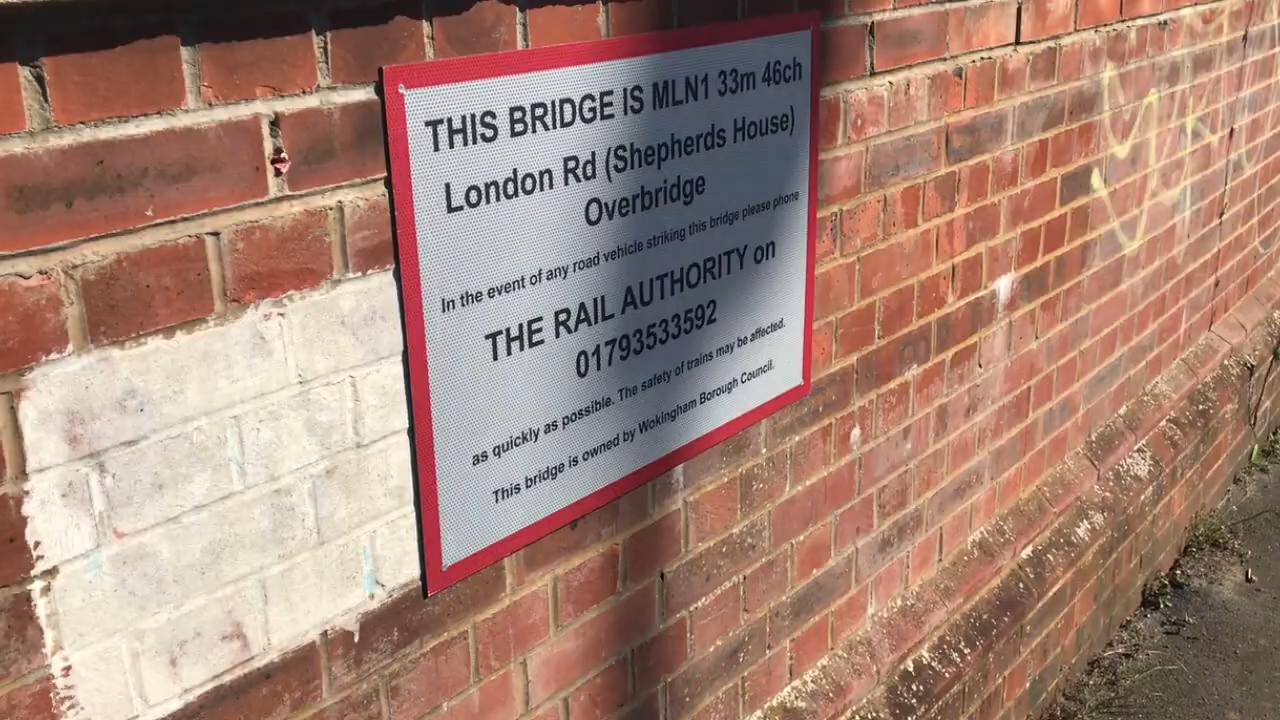 THIS BRIDGE IS MLN1 33m 46ch
London Rd (Shepherds House)
Overbridge
In the event of any road vehicle striking this bridge please phone
THE RAIL AUTHORITY on
01793533592
as quickly as possible. The safety of trains may be affected.
This bridge is owned by Wokingham Borough Council.